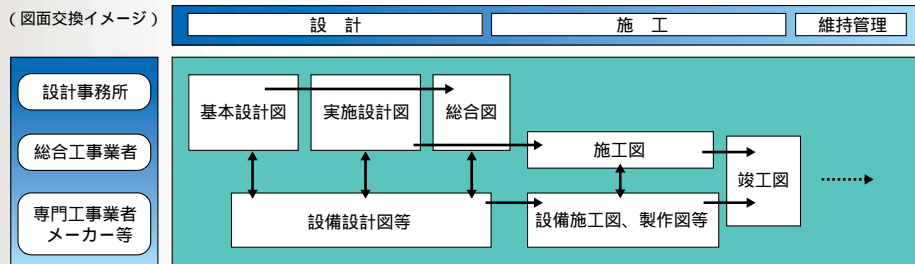 (図面交換イメージ)
設 計
施 工
維持管理
設計事務所
総合工事業者
専門工事業者
メーカー等
基本設計図
実施設計図
総合図
施工図
竣工図
設備設計図等
設備施工図、製作図等